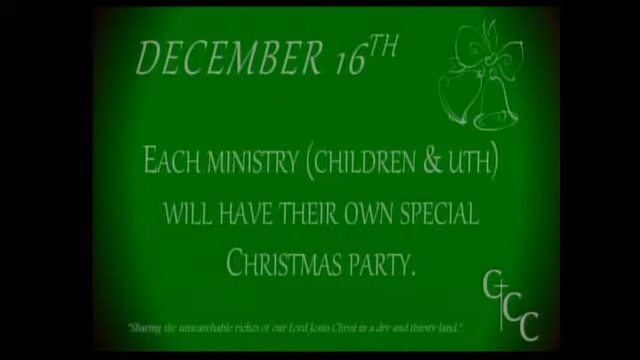 DECEMBER 16TH
EACH MINISTRY (CHILDREN & UTH)
WILL HAVE THEIR OWN SPECIAL
CHRISTMAS PARTY.
GCC
"Sharing the unsearchable riches of our Lord Jesus Christ in a dry and thirsty land."